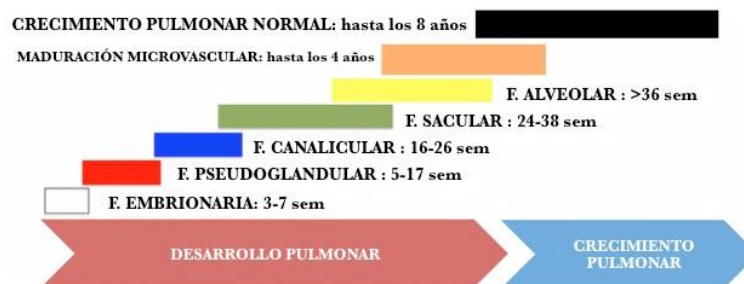 CRECIMIENTO PULMONAR NORMAL: hasta los 8 años
MADURACIÓN MICROVASCULAR: hasta los 4 años
F. ALVEOLAR : >36 sem
F. SACULAR : 24-38 sem
F. CANALICULAR : 16-26 sem
F. PSEUDOGLANDULAR : 5-17 sem
F. EMBRIONARIA: 3-7 sem
DESARROLLO PULMONAR
CRECIMIENTO
PULMONAR